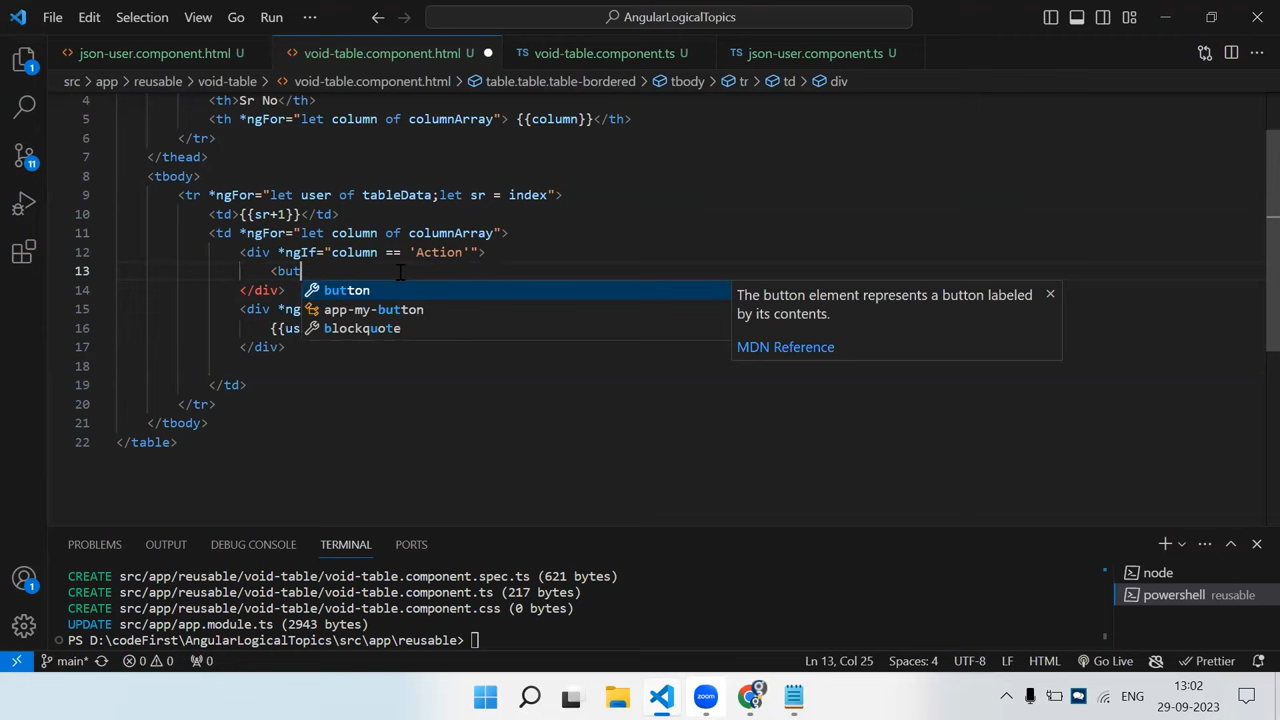 File Edit Selection View Go Run ··· AngularLogicalTopics
json-user.component.html U void-table.component.html U ● TS void-table.component.ts U TS json-user.component.ts U
src > app > reusable > void-table > void-table.component.html > table.table.table-bordered > tbody > tr > td > div
4 <th>Sr No</th>
5 <th *ngFor="let column of columnArray"> {{column}}</th>
6 </tr>
7 </thead>
8 <tbody>
9 <tr *ngFor="let user of tableData;let sr = index">
10 <td>{{sr+1}}</td>
11 <td *ngFor="let column of columnArray">
12 <div *ngIf="column == 'Action'">
13 <but
14 </div> button The button element represents a button labeled
by its contents.
15 <div *ng app-my-button
16 {{us blockquote MDN Reference
17 </div>
18
19 </td>
20 </tr>
21 </tbody>
22 </table>
PROBLEMS OUTPUT DEBUG CONSOLE TERMINAL PORTS
CREATE src/app/reusable/void-table/void-table.component.spec.ts (621 bytes) node
CREATE src/app/reusable/void-table/void-table.component.ts (217 bytes) powershell reusable
CREATE src/app/reusable/void-table/void-table.component.css (0 bytes)
UPDATE src/app/app.module.ts (2943 bytes)
PS D:\codeFirst\AngularLogicalTopics\src\app\reusable>
1
11
1
main* 0 0 0 Ln 13, Col 25 Spaces: 4 UTF-8 LF HTML Go Live Prettier
zoom ENG 13:02
29-09-2023